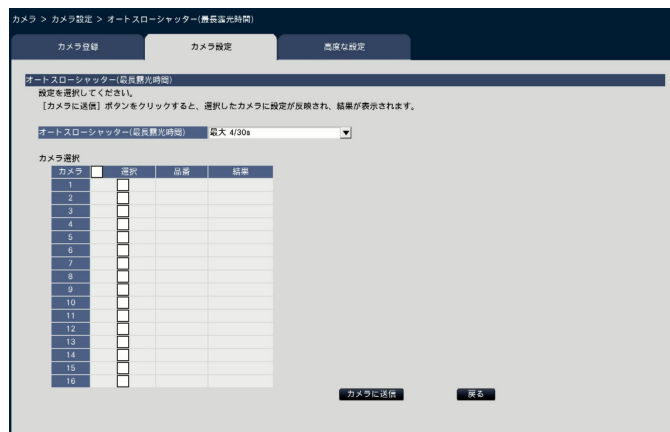 カメラ > カメラ設定 > オートスローシャッター(最長露光時間)
カメラ登録 カメラ設定 高度な設定
オートスローシャッター(最長露光時間)
設定を選択してください。
[カメラに送信] ボタンをクリックすると、選択したカメラに設定が反映され、結果が表示されます。
オートスローシャッター(最長露光時間) 最大 4/30s
カメラ選択
カメラ 選択 品番 結果
1
2
3
4
5
6
7
8
9
10
11
12
13
14
15
16
カメラに送信 戻る